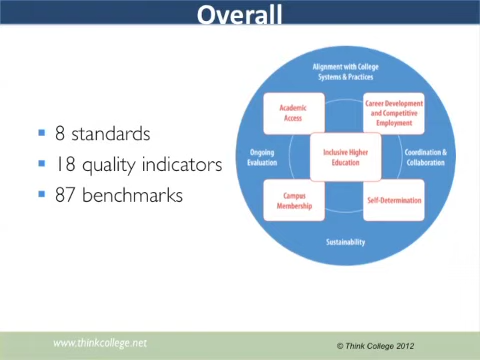 Overall
8 standards
18 quality indicators
87 benchmarks
Alignment with College
Systems & Practices
Academic
Access
Career Development
and Competitive
Employment
Ongoing
Evaluation
Inclusive Higher
Education
Coordination &
Collaboration
Campus
Membership
Self-Determination
Sustainability
www.thinkcollege.net
© Think College 2012